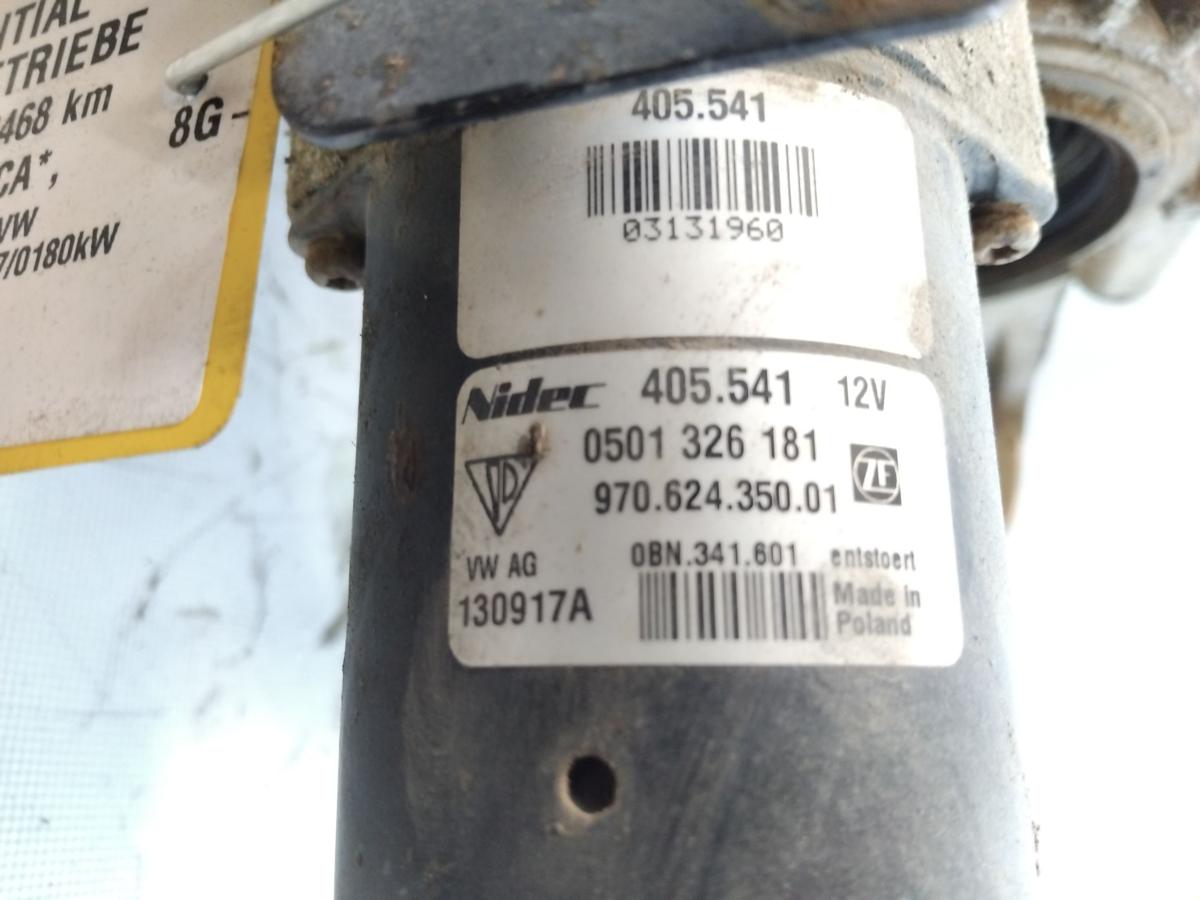 TRIEBE
468 km
CA*,
VW
7/0180kW
8G-
405.541
03131960
Nidec 405.541 12V
0501 326 181
ZF
970.624.350.01
VW AG 0BN.341.601 entstoert
130917A Made in
Poland